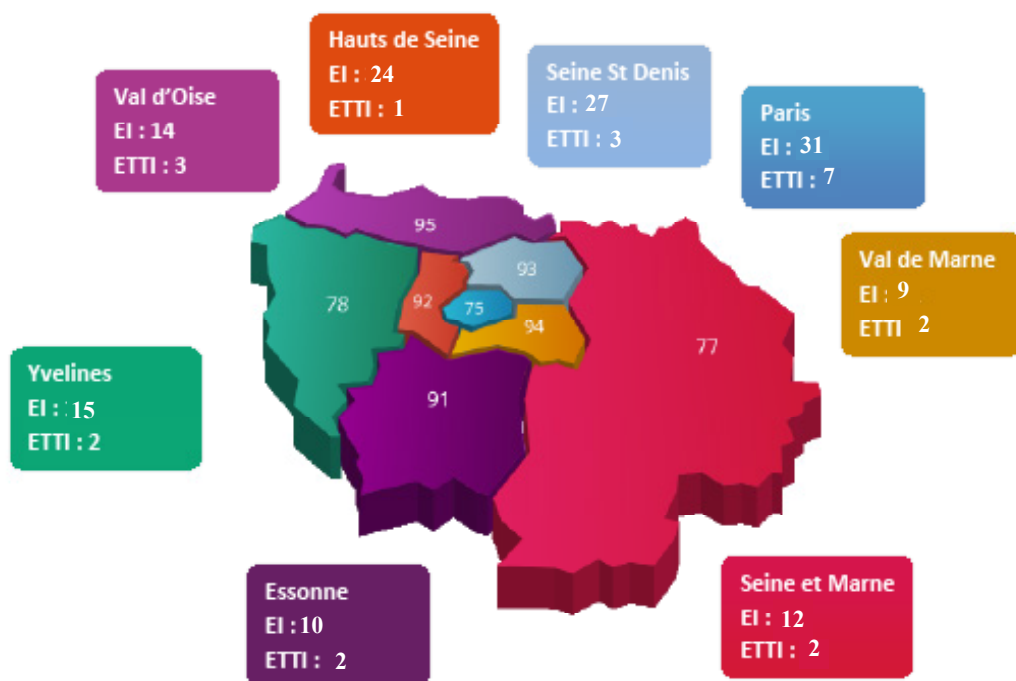 Hauts de Seine
EI : 24
ETTI : 1
Seine St Denis
EI : 27
ETTI : 3
Val d'Oise
EI : 14
ETTI : 3
Paris
EI : 31
ETTI : 7
Val de Marne
EI : 9
ETTI 2
Yvelines
EI : 15
ETTI : 2
95
93
78
92
75
94
77
91
Essonne
EI :10
ETTI : 2
Seine et Marne
EI : 12
ETTI : 2